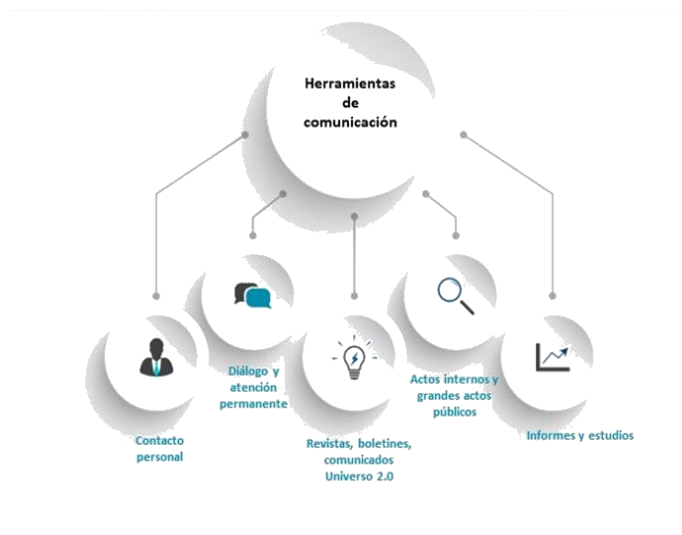 Herramientas
de
comunicación
Contacto
personal
Diálogo y
atención
permanente
Revistas, boletines,
comunicados
Universo 2.0
Actos internos y
grandes actos
públicos
Informes y estudios